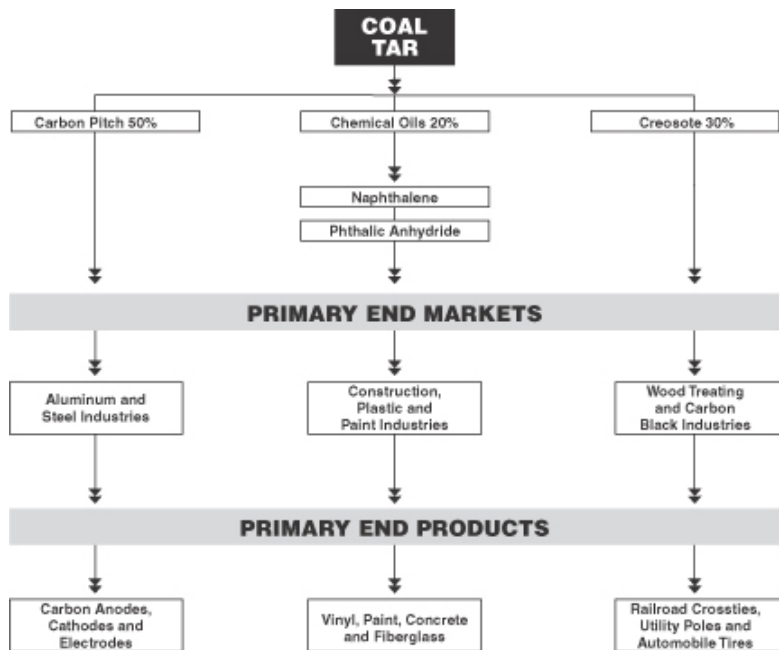 COAL
TAR
Carbon Pitch 50%
Chemical Oils 20%
Creosote 30%
Naphthalene
Phthalic Anhydride
PRIMARY END MARKETS
Aluminum and
Steel Industries
Construction,
Plastic and
Paint Industries
Wood Treating
and Carbon
Black Industries
PRIMARY END PRODUCTS
Carbon Anodes,
Cathodes and
Electrodes
Vinyl, Paint, Concrete
and Fiberglass
Railroad Crossties,
Utility Poles and
Automobile Tires